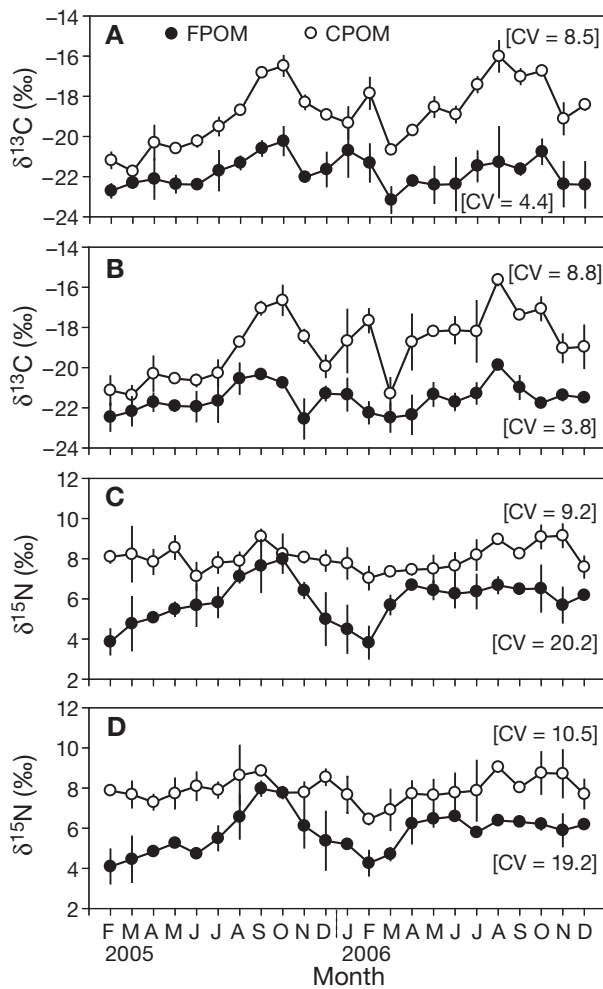 A
FPOM
CPOM
[CV = 8.5]
−14
−16
−18
−20
−22
−24
δ13C (‰)
[CV = 4.4]
B
[CV = 8.8]
−14
−16
−18
−20
−22
−24
δ13C (‰)
[CV = 3.8]
C
[CV = 9.2]
12
10
8
6
4
2
δ15N (‰)
[CV = 20.2]
D
[CV = 10.5]
12
10
8
6
4
2
δ15N (‰)
[CV = 19.2]
F M A M J J A S O N D J F M A M J J A S O N D
2005 2006
Month